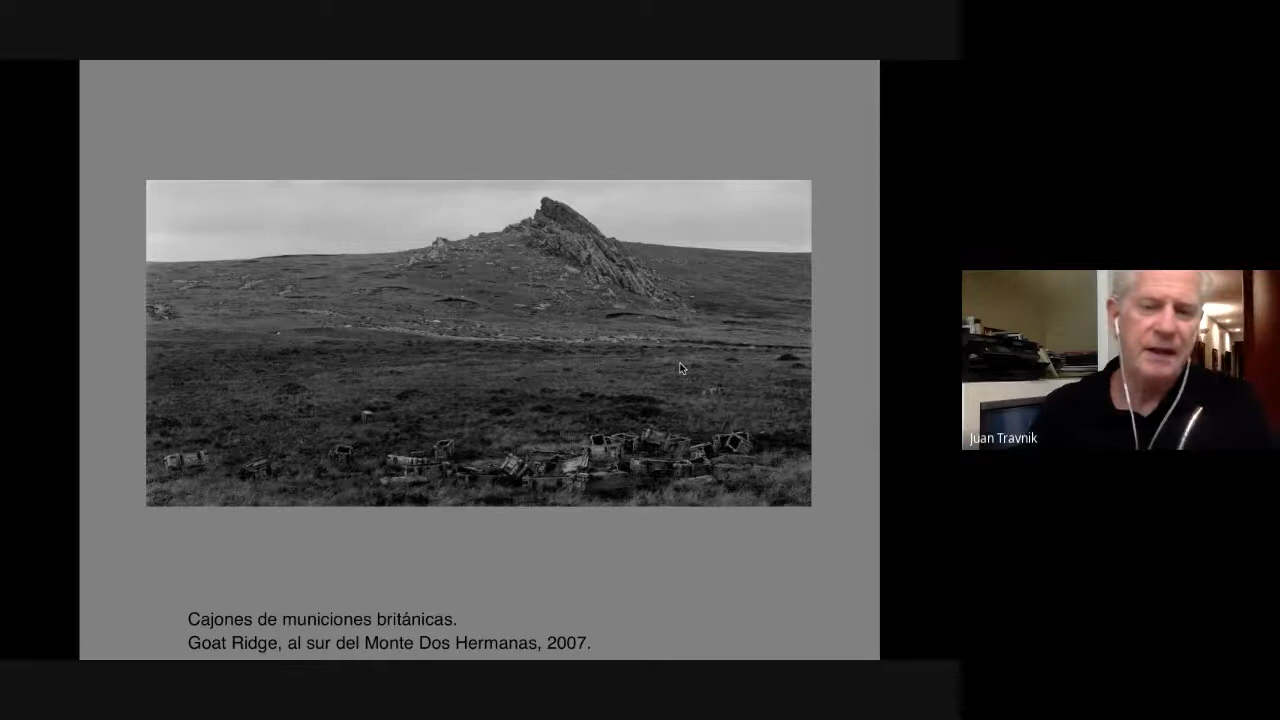 Cajones de municiones británicas.
Goat Ridge, al sur del Monte Dos Hermanas, 2007.
Juan Travnik